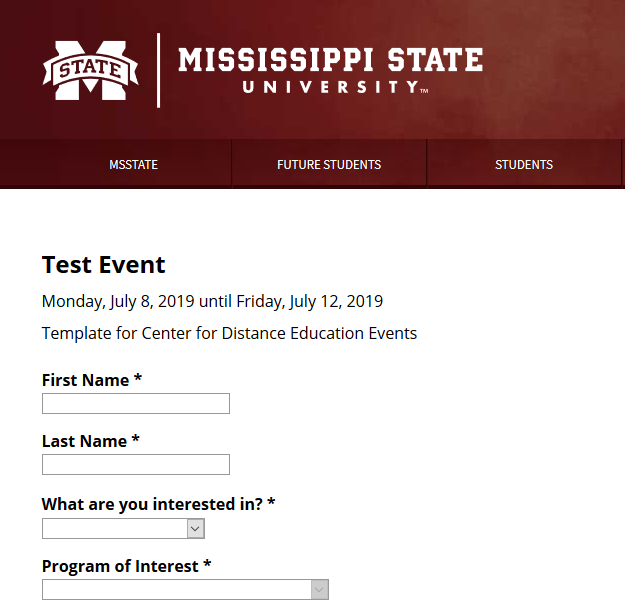 STATE
MISSISSIPPI STATE
UNIVERSITY™
MSSTATE
FUTURE STUDENTS
STUDENTS
Test Event
Monday, July 8, 2019 until Friday, July 12, 2019
Template for Center for Distance Education Events
First Name *
Last Name *
What are you interested in? *
Program of Interest *